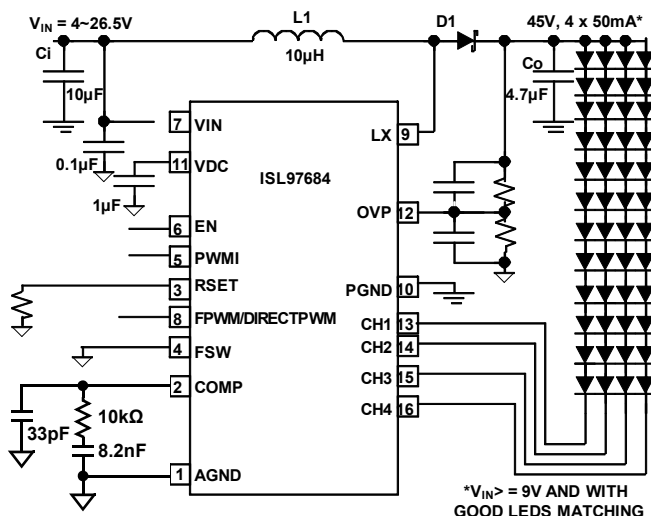 V_IN = 4~26.5V
L1
10µH
D1
45V, 4 x 50mA*
Ci
10µF
Co
4.7µF
0.1µF
1µF
ISL97684
7 VIN
11 VDC
6 EN
5 PWMI
3 RSET
8 FPWM/DIRECTPWM
4 FSW
2 COMP
1 AGND
LX 9
OVP 12
PGND 10
CH1 13
CH2 14
CH3 15
CH4 16
33pF
10kΩ
8.2nF
*V_IN> = 9V AND WITH
GOOD LEDS MATCHING